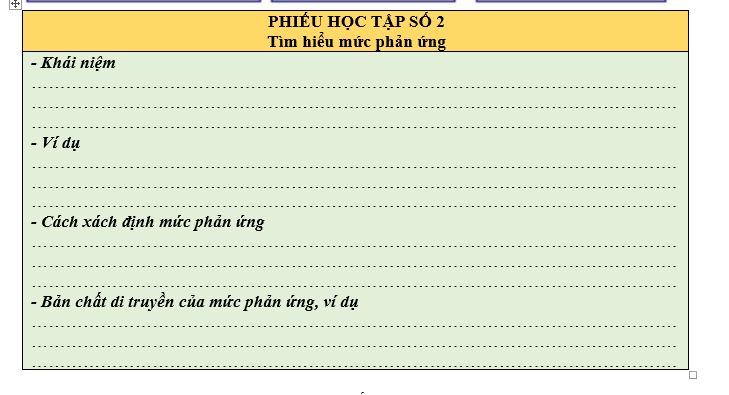 PHIẾU HỌC TẬP SỐ 2
Tìm hiểu mức phản ứng
- Khái niệm
- Ví dụ
- Cách xách định mức phản ứng
- Bản chất di truyền của mức phản ứng, ví dụ